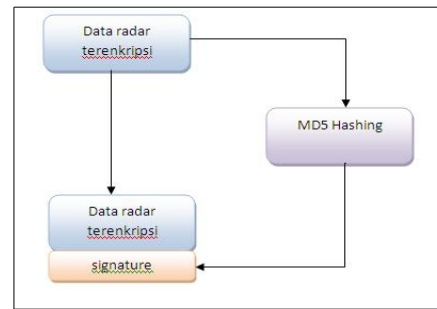 Data radar
terenkripsi
MD5 Hashing
Data radar
terenkripsi
signature